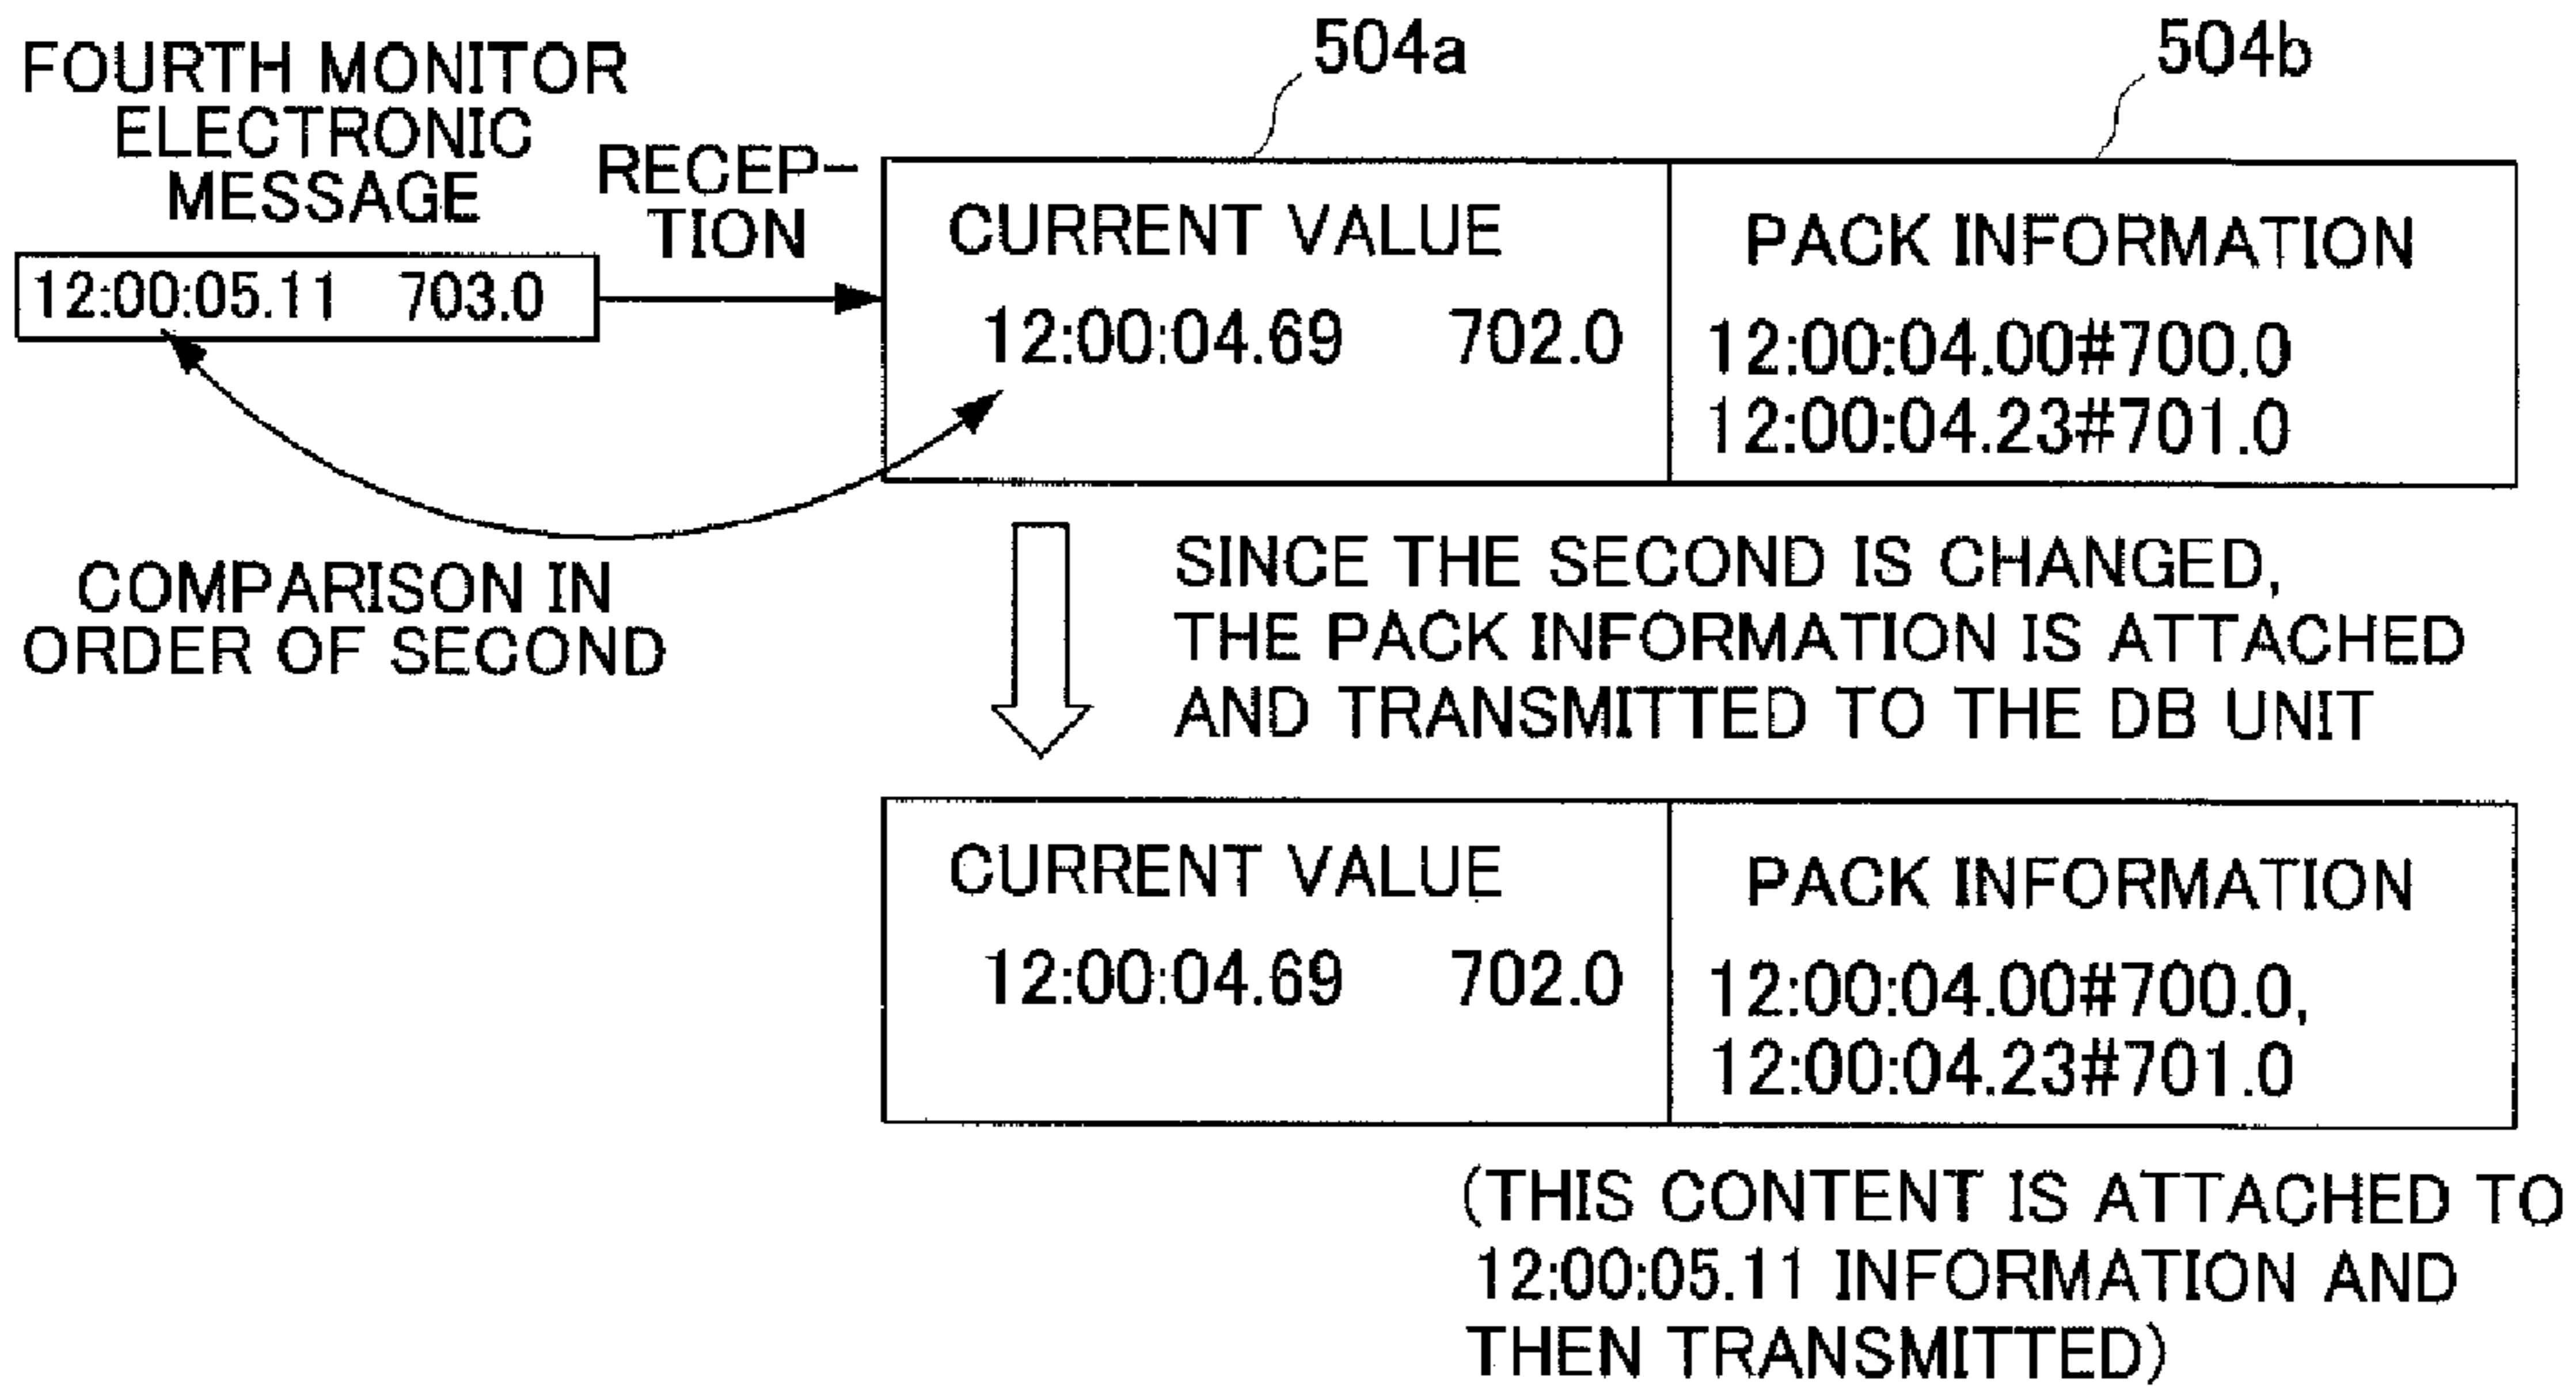 504a
504b
FOURTH MONITOR
ELECTRONIC
MESSAGE
RECEP-
TION
12:00:05.11 703.0
CURRENT VALUE
12:00:04.69 702.0
PACK INFORMATION
12:00:04.00#700.0
12:00:04.23#701.0
COMPARISON IN
ORDER OF SECOND
SINCE THE SECOND IS CHANGED,
THE PACK INFORMATION IS ATTACHED
AND TRANSMITTED TO THE DB UNIT
CURRENT VALUE
12:00:04.69 702.0
PACK INFORMATION
12:00:04.00#700.0,
12:00:04.23#701.0
(THIS CONTENT IS ATTACHED TO
12:00:05.11 INFORMATION AND
THEN TRANSMITTED)